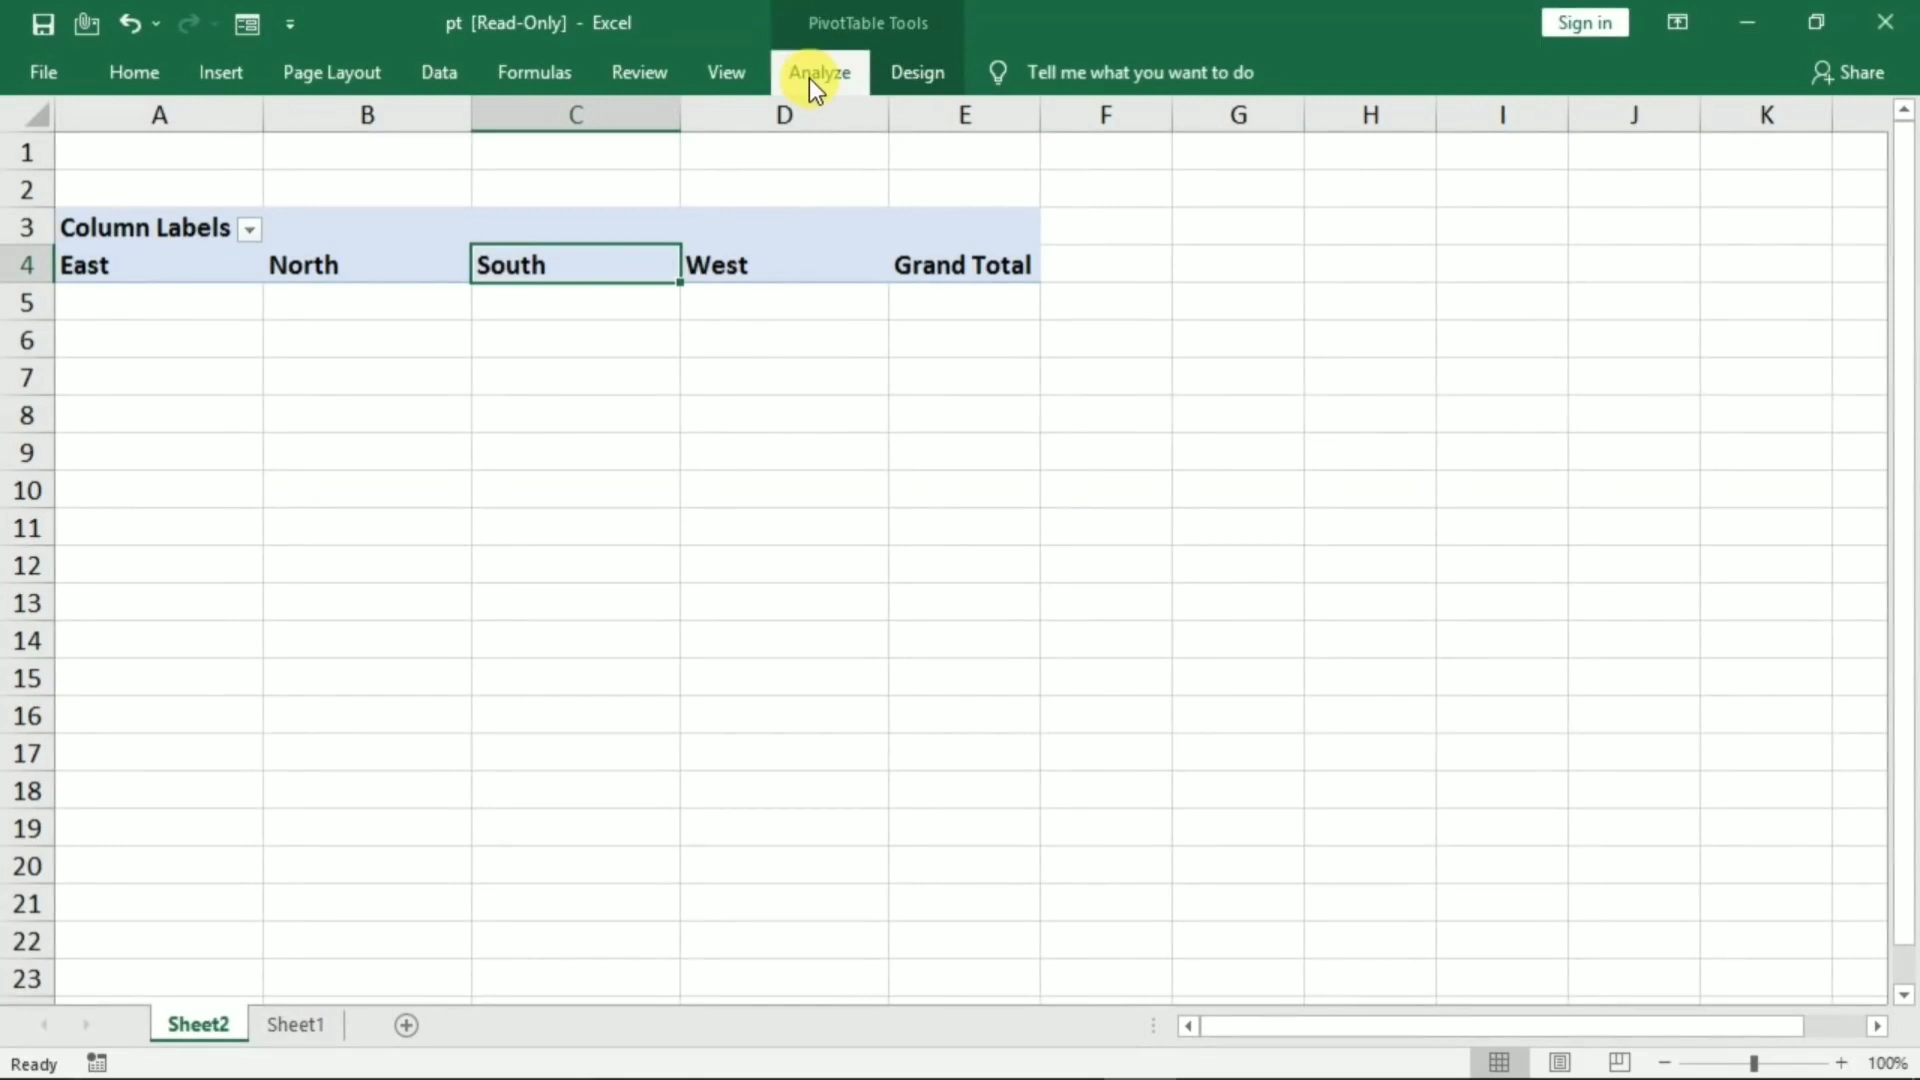 pt [Read-Only] - Excel
PivotTable Tools
Sign in
File Home Insert Page Layout Data Formulas Review View Analyze Design Tell me what you want to do Share
A B C D E F G H I J K
1
2
3 Column Labels
4 East North South West Grand Total
5
6
7
8
9
10
11
12
13
14
15
16
17
18
19
20
21
22
23
Sheet2 Sheet1
Ready 100%